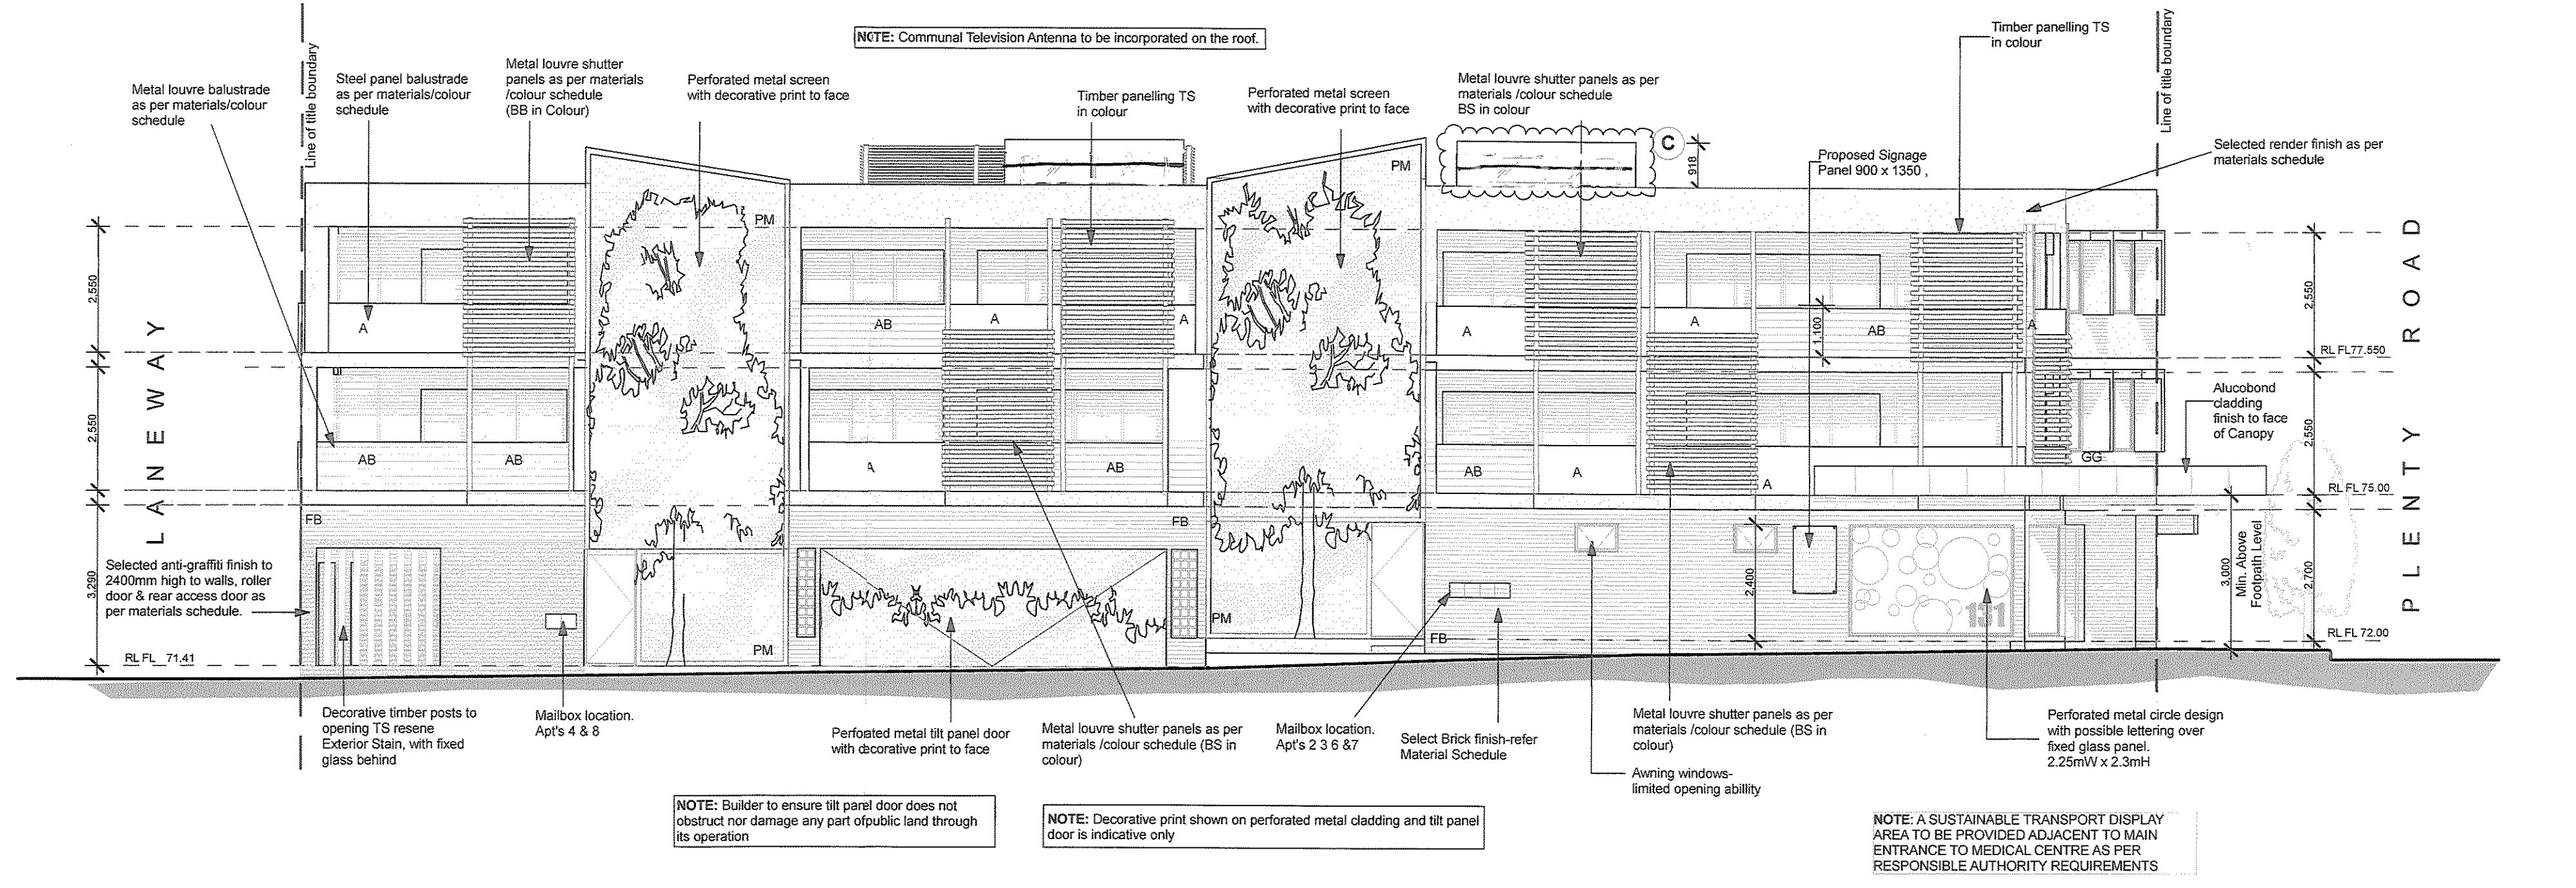 NOTE: Communal Television Antenna to be incorporated on the roof.
Line of title boundary
Metal louvre balustrade
as per materials/colour
schedule
Steel panel balustrade
as per materials/colour
schedule
Metal louvre shutter
panels as per materials
/colour schedule
(BB in Colour)
Perforated metal screen
with decorative print to face
Timber panelling TS
in colour
Perforated metal screen
with decorative print to face
Metal louvre shutter panels as per
materials /colour schedule
BS in colour
C
918
Proposed Signage
Panel 900 x 1350 ,
Timber panelling TS
in colour
Line of title boundary
Selected render finish as per
materials schedule
PM
PM
2,550
A
AB
A
A
A
A
1,100
AB
A
2,550
RL FL77.550
LANEWAY
PLENTY ROAD
2,550
AB
AB
A
AB
AB
A
A
GG
2,550
Alucobond
cladding
finish to face
of Canopy
RL FL 75.00
FB
FB
3,290
Selected anti-graffiti finish to
2400mm high to walls, roller
door & rear access door as
per materials schedule.
PM
PM
FB
2,400
131
3,000
Min. Above
Footpath Level
2,700
RL FL 72.00
RL FL 71.41
Decorative timber posts to
opening TS resene
Exterior Stain, with fixed
glass behind
Mailbox location.
Apt's 4 & 8
Perforated metal tilt panel door
with decorative print to face
Metal louvre shutter panels as per
materials /colour schedule (BS in
colour)
Mailbox location.
Apt's 2 3 6 &7
Select Brick finish-refer
Material Schedule
Metal louvre shutter panels as per
materials /colour schedule (BS in
colour)
Awning windows-
limited opening abillity
Perforated metal circle design
with possible lettering over
fixed glass panel.
2.25mW x 2.3mH
NOTE: Builder to ensure tilt panel door does not
obstruct nor damage any part ofpublic land through
its operation
NOTE: Decorative print shown on perforated metal cladding and tilt panel
door is indicative only
NOTE: A SUSTAINABLE TRANSPORT DISPLAY
AREA TO BE PROVIDED ADJACENT TO MAIN
ENTRANCE TO MEDICAL CENTRE AS PER
RESPONSIBLE AUTHORITY REQUIREMENTS